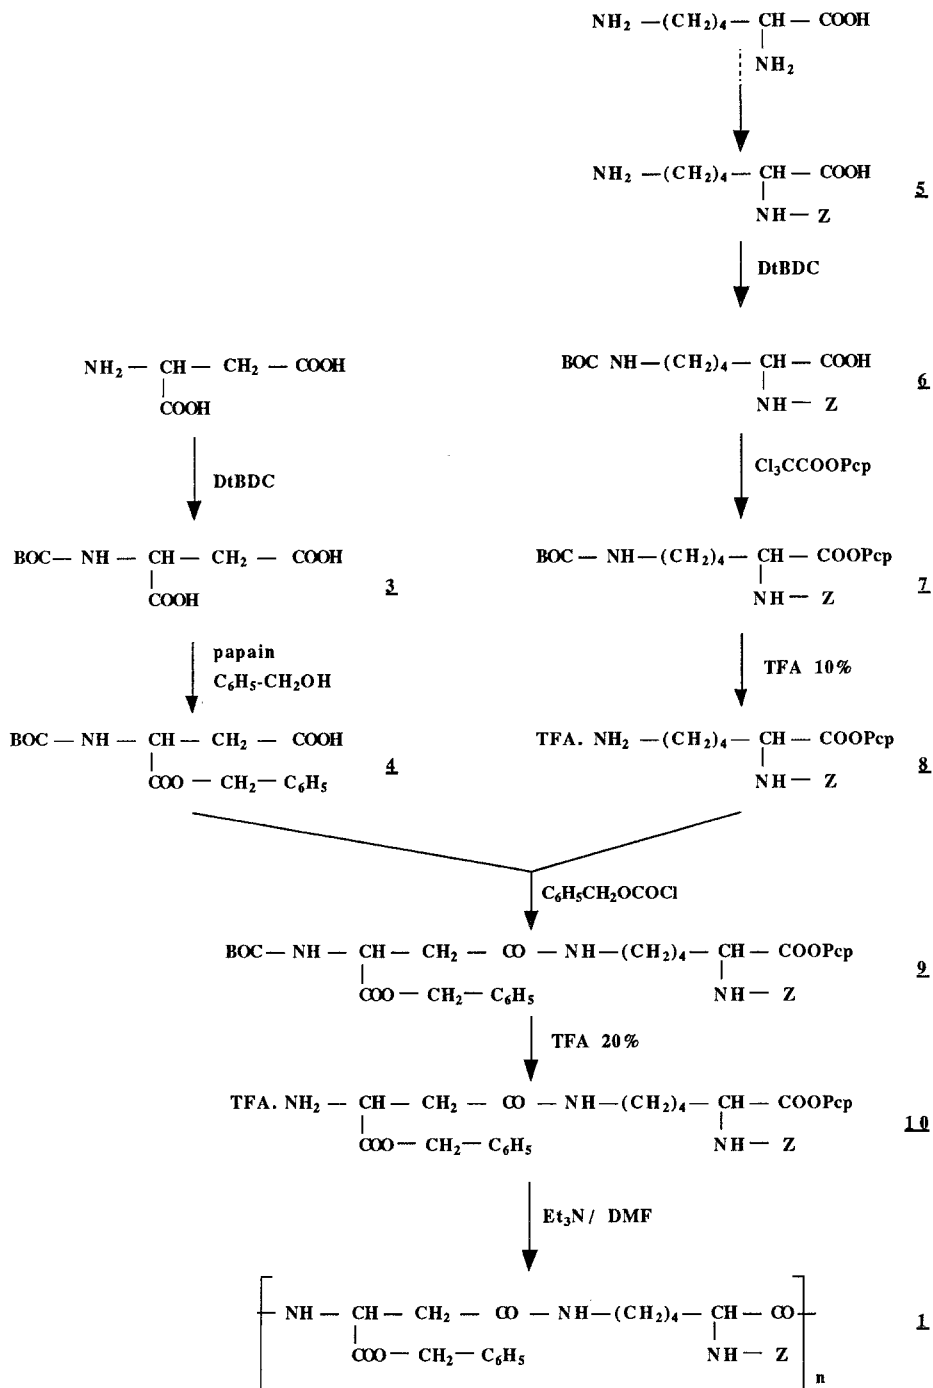 NH2 — (CH2)4 — CH — COOH
NH2
NH2 — (CH2)4 — CH — COOH
NH — Z
5
DtBDC
BOC NH — (CH2)4 — CH — COOH
NH — Z
6
Cl3CCOOPcp
BOC — NH — (CH2)4 — CH — COOPcp
NH — Z
7
TFA 10%
TFA. NH2 — (CH2)4 — CH — COOPcp
NH — Z
8
NH2 — CH — CH2 — COOH
COOH
DtBDC
BOC — NH — CH — CH2 — COOH
COOH
3
papain
C6H5-CH2OH
BOC — NH — CH — CH2 — COOH
COO — CH2 — C6H5
4
C6H5CH2OCOCl
BOC — NH — CH — CH2 — CO — NH — (CH2)4 — CH — COOPcp
COO — CH2 — C6H5 NH — Z
9
TFA 20%
TFA. NH2 — CH — CH2 — CO — NH — (CH2)4 — CH — COOPcp
COO — CH2 — C6H5 NH — Z
10
Et3N / DMF
NH — CH — CH2 — CO — NH — (CH2)4 — CH — CO
COO — CH2 — C6H5 NH — Z
n
1